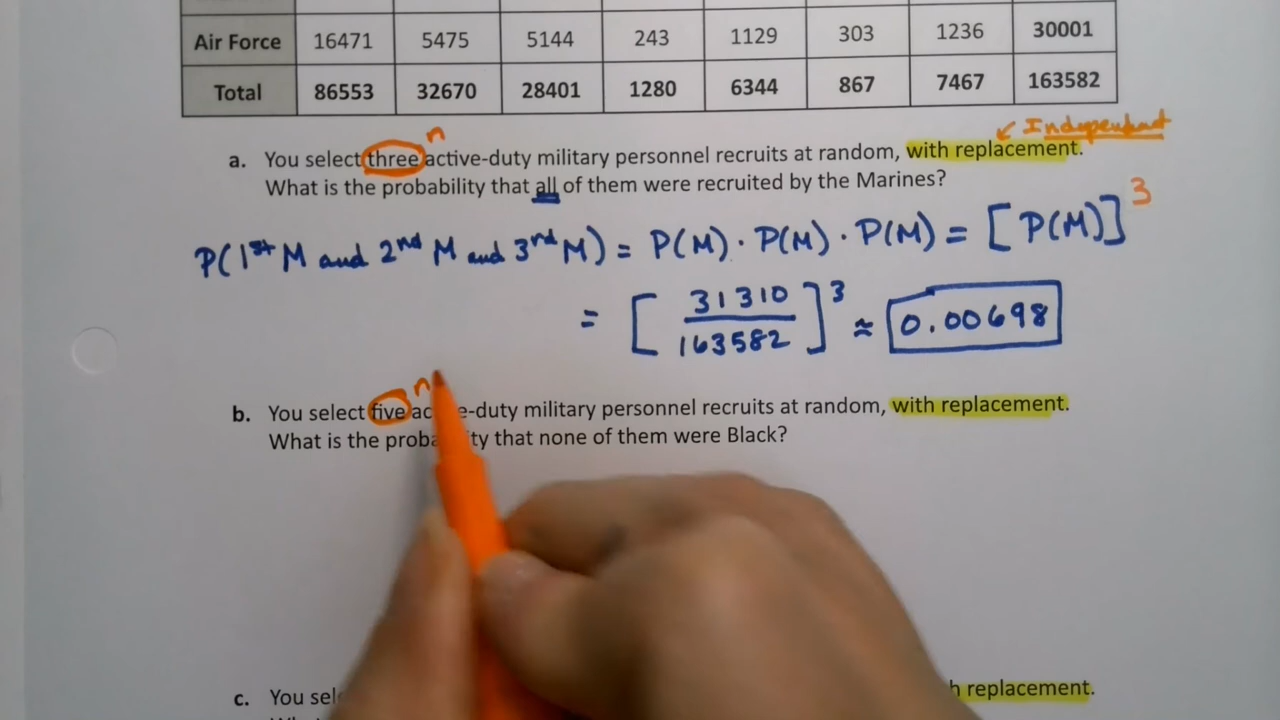 Air Force 16471 5475 5144 243 1129 303 1236 30001
Total 86553 32670 28401 1280 6344 867 7467 163582
Independent
n
a. You select three active-duty military personnel recruits at random, with replacement.
What is the probability that all of them were recruited by the Marines?
P(1st M and 2nd M and 3rd M) = P(M) · P(M) · P(M) = [P(M)]3
= [31310
163582]3 ≈ 0.00698
n
b. You select five -duty military personnel recruits at random, with replacement.
What is the that none of them were Black?
c. You replacement.